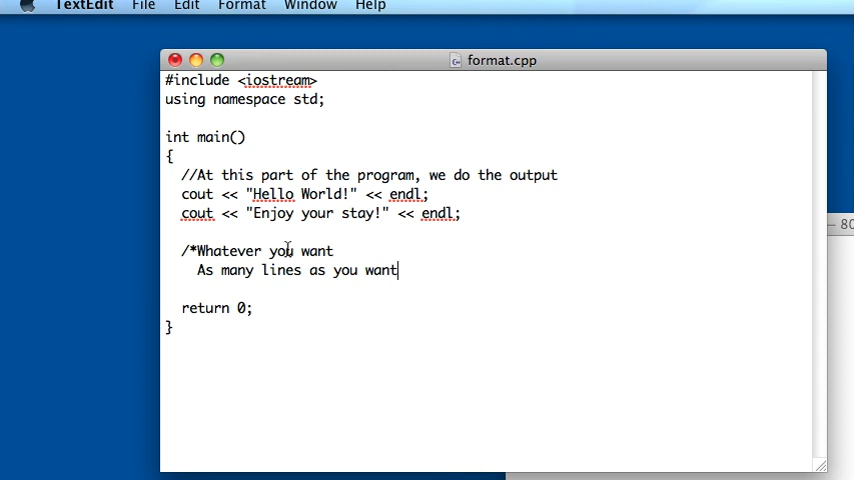 TextEdit File Edit Format Window Help
format.cpp
#include <iostream>
using namespace std;
int main()
{
//At this part of the program, we do the output
cout << "Hello World!" << endl;
cout << "Enjoy your stay!" << endl;
/*Whatever you want
As many lines as you want
return 0;
}
— 80